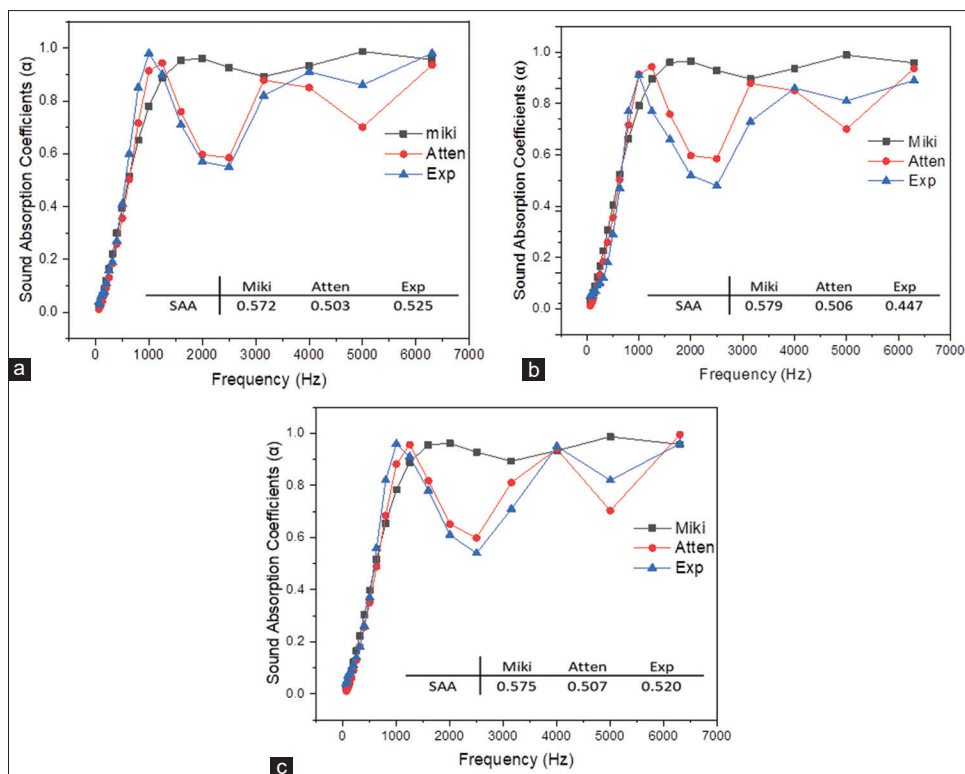 Sound Absorption Coefficients (α)
1.0
0.8
0.6
0.4
0.2
0.0
miki
Atten
Exp
Miki Atten Exp
SAA 0.572 0.503 0.525
0 1000 2000 3000 4000 5000 6000 7000
Frequency (Hz)
a
Sound Absorption Coefficients (α)
1.0
0.8
0.6
0.4
0.2
0.0
Miki
Atten
Exp
Miki Atten Exp
SAA 0.579 0.506 0.447
0 1000 2000 3000 4000 5000 6000 7000
Frequency (Hz)
b
Sound Absorption Coefficients (α)
1.0
0.8
0.6
0.4
0.2
0.0
Miki
Atten
Exp
Miki Atten Exp
SAA 0.575 0.507 0.520
0 1000 2000 3000 4000 5000 6000 7000
Frequency (Hz)
c